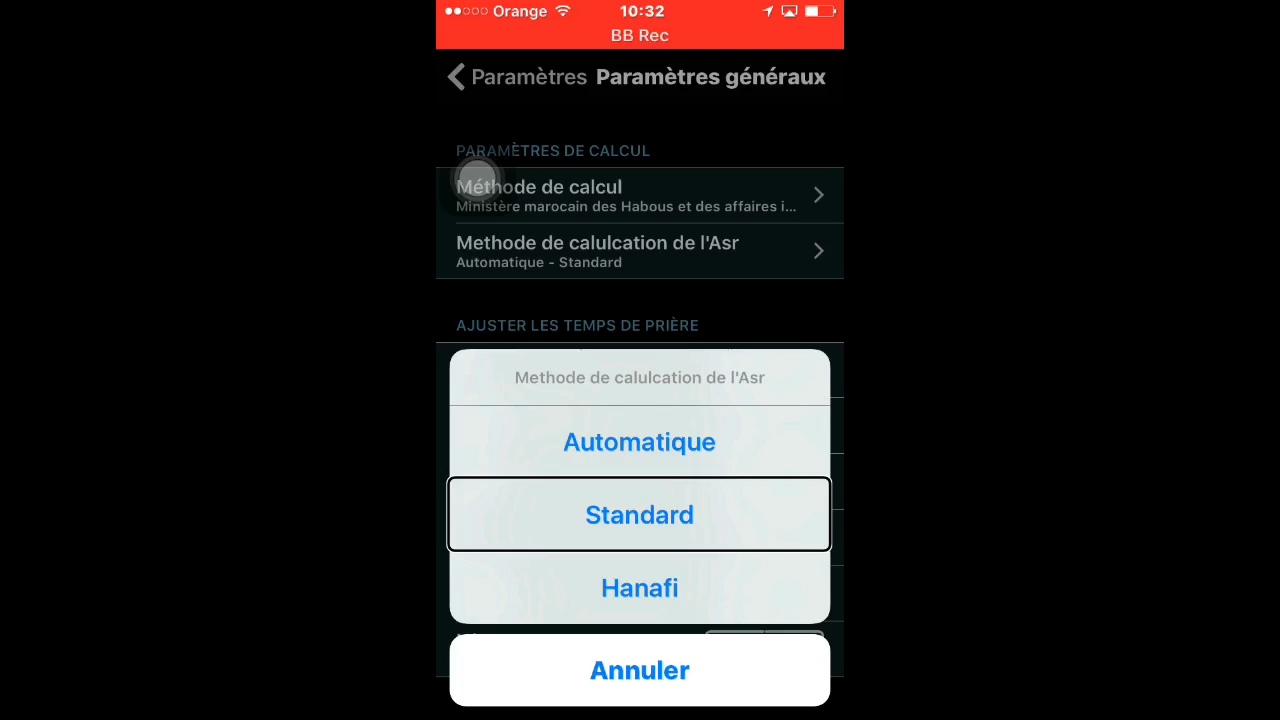 Orange 10:32
BB Rec
Paramètres Paramètres généraux
PARAMÈTRES DE CALCUL
Méthode de calcul
Ministère marocain des Habous et des affaires i...
Methode de calulcation de l'Asr
Automatique - Standard
AJUSTER LES TEMPS DE PRIÈRE
Methode de calulcation de l'Asr
Automatique
Standard
Hanafi
Annuler